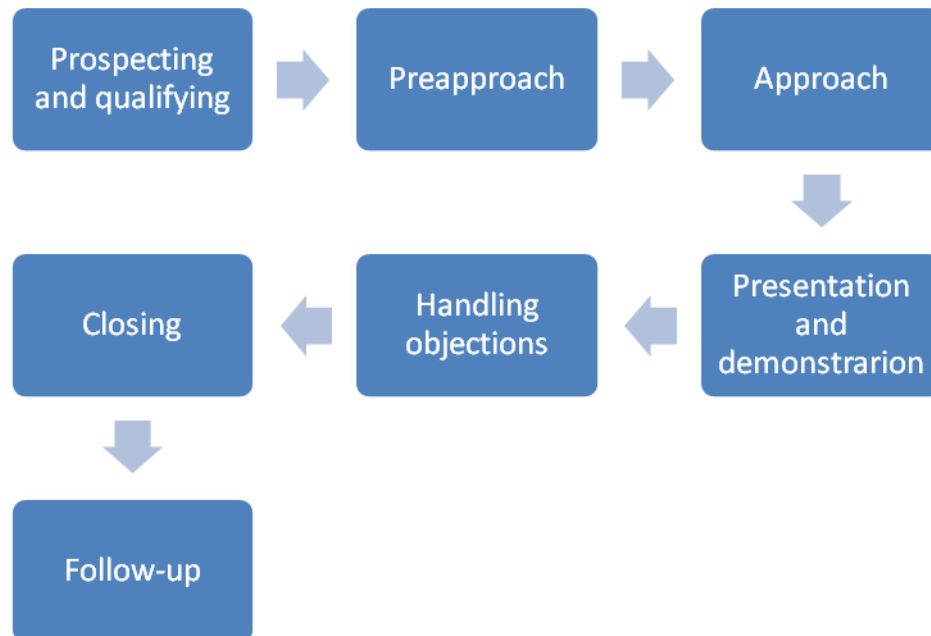 Prospecting
and qualifying
Preapproach
Approach
Presentation
and
demonstrarion
Handling
objections
Closing
Follow-up